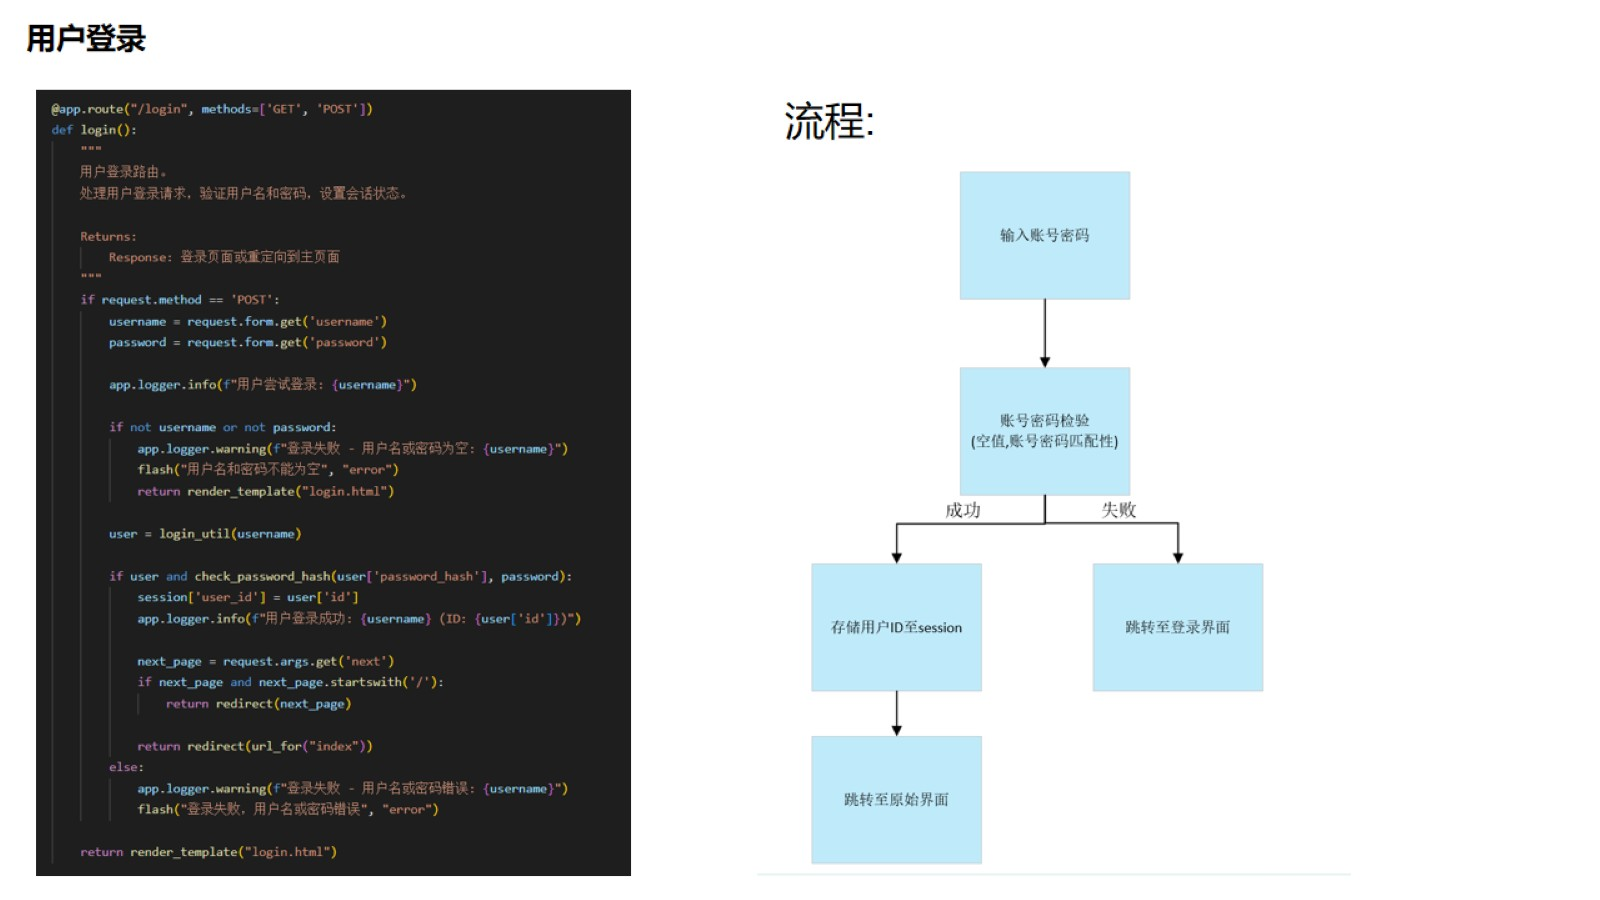 用户登录
@app.route("/login", methods=['GET', 'POST'])
def login():
    """
    用户登录路由。
    处理用户登录请求，验证用户名和密码，设置会话状态。

    Returns:
        Response: 登录页面或重定向到主页面
    """
    if request.method == 'POST':
        username = request.form.get('username')
        password = request.form.get('password')

        app.logger.info(f"用户尝试登录: {username}")

        if not username or not password:
            app.logger.warning(f"登录失败 - 用户名或密码为空: {username}")
            flash("用户名和密码不能为空", "error")
            return render_template("login.html")

        user = login_util(username)

        if user and check_password_hash(user['password_hash'], password):
            session['user_id'] = user['id']
            app.logger.info(f"用户登录成功: {username} (ID: {user['id']})")

            next_page = request.args.get('next')
            if next_page and next_page.startswith('/'):
                return redirect(next_page)

            return redirect(url_for("index"))
        else:
            app.logger.warning(f"登录失败 - 用户名或密码错误: {username}")
            flash("登录失败，用户名或密码错误", "error")

    return render_template("login.html")
流程:
输入账号密码
账号密码检验
(空值,账号密码匹配性)
成功
失败
存储用户ID至session
跳转至登录界面
跳转至原始界面